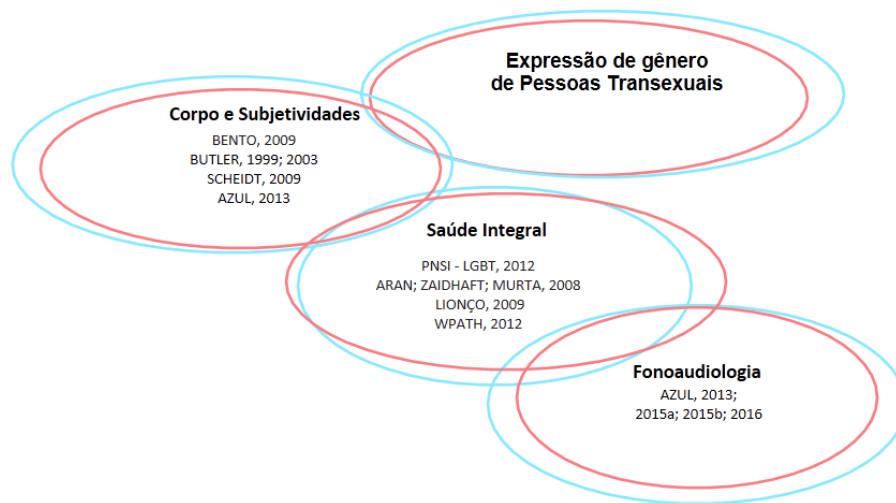 Expressão de gênero
de Pessoas Transexuais
Corpo e Subjetividades
BENTO, 2009
BUTLER, 1999; 2003
SCHEIDT, 2009
AZUL, 2013
Saúde Integral
PNSI - LGBT, 2012
ARAN; ZAIDHAFT; MURTA, 2008
LIONÇO, 2009
WPATH, 2012
Fonoaudiologia
AZUL, 2013;
2015a; 2015b; 2016